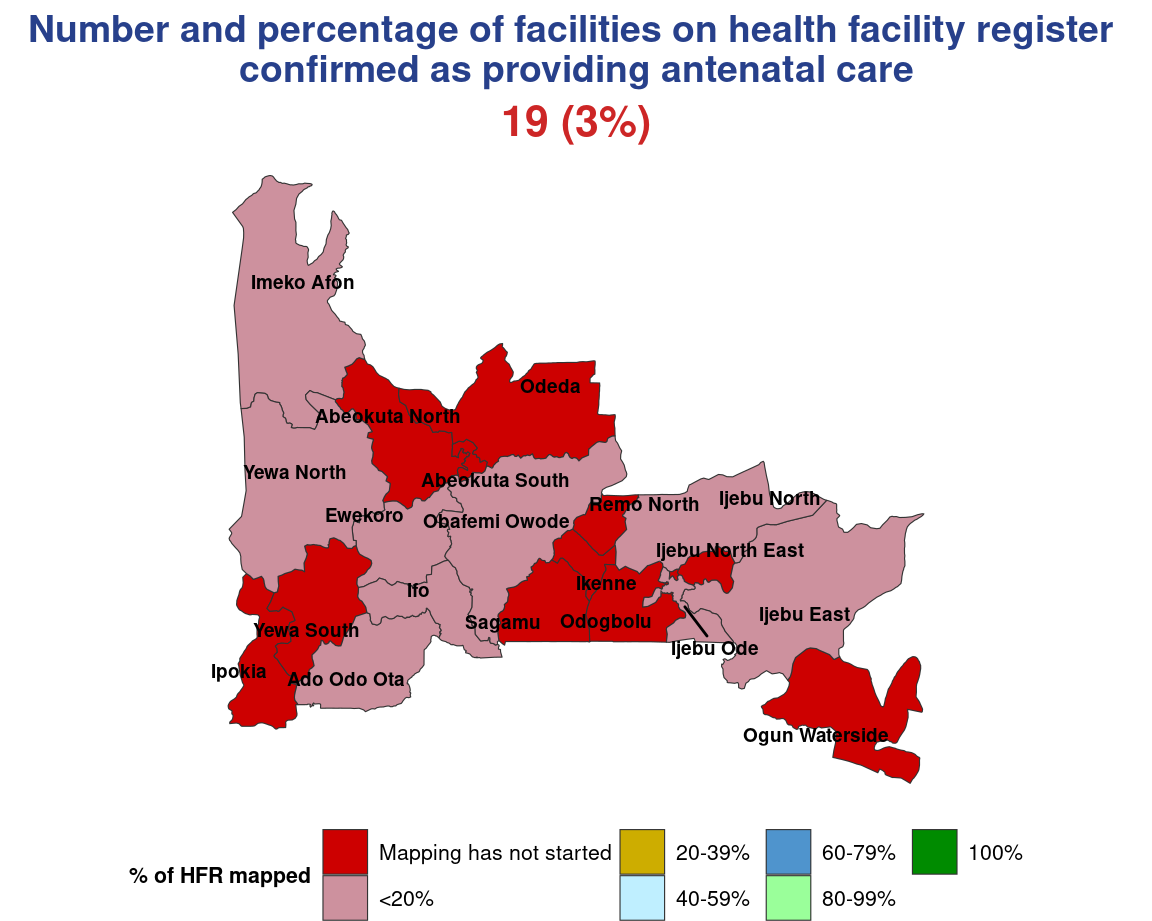 Number and percentage of facilities on health facility register
confirmed as providing antenatal care
19 (3%)
Imeko Afon
Odeda
Abeokuta North
Yewa North
Abeokuta South
Ewekoro
Obafemi Owode
Remo North
Ijebu North
Ijebu North East
Ikenne
Ifo
Ijebu East
Sagamu
Odogbolu
Yewa South
Ijebu Ode
Ipokia
Ado Odo Ota
Ogun Waterside
% of HFR mapped
Mapping has not started
<20%
20-39%
40-59%
60-79%
80-99%
100%